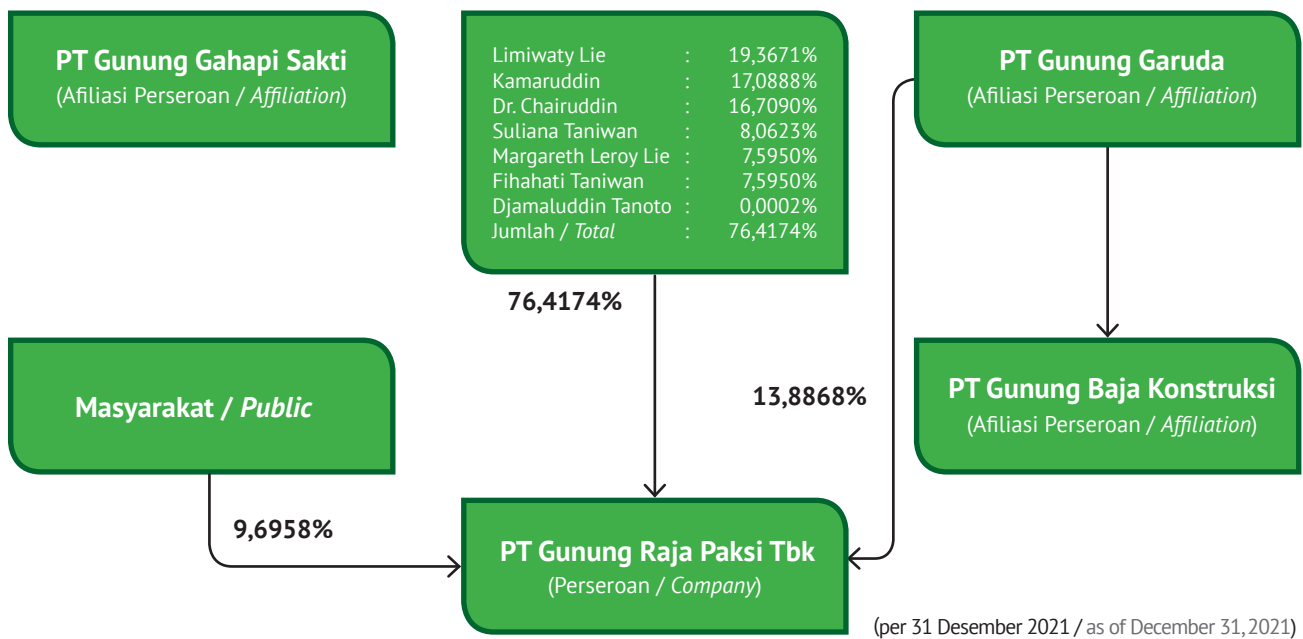 PT Gunung Gahapi Sakti
(Afiliasi Perseroan / Affiliation)
Limiwaty Lie : 19,3671%
Kamaruddin : 17,0888%
Dr. Chairuddin : 16,7090%
Suliana Taniwan : 8,0623%
Margareth Leroy Lie : 7,5950%
Fihahati Taniwan : 7,5950%
Djamaluddin Tanoto : 0,0002%
Jumlah / Total : 76,4174%
PT Gunung Garuda
(Afiliasi Perseroan / Affiliation)
76,4174%
Masyarakat / Public
13,8868%
PT Gunung Baja Konstruksi
(Afiliasi Perseroan / Affiliation)
9,6958%
PT Gunung Raja Paksi Tbk
(Perseroan / Company)
(per 31 Desember 2021 / as of December 31, 2021)